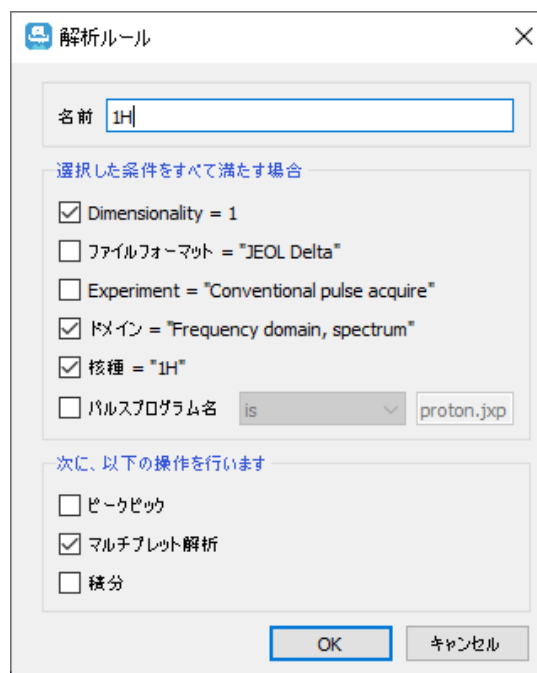 解析ルール
名前 1H
選択した条件をすべて満たす場合
Dimensionality = 1
ファイルフォーマット = "JEOL Delta"
Experiment = "Conventional pulse acquire"
ドメイン = "Frequency domain, spectrum"
核種 = "1H"
パルスプログラム名 is proton.jxp
次に、以下の操作を行います
ピークピック
マルチプレット解析
積分
OK キャンセル